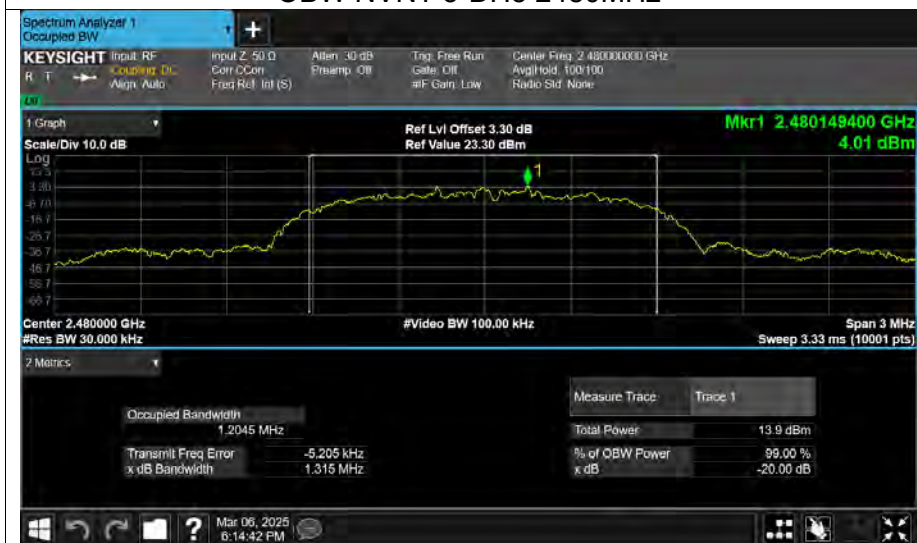 Spectrum Analyzer 1
Occupied BW
KEYSIGHT Input: RF
R T Coupling: DC
Align: Auto
Input Z: 50 Ω
Corr CCorr
Freq Ref: Int (S)
Atten: 30 dB
Preamp: Off
Trig: Free Run
Gate: Off
#IF Gain: Low
Center Freq: 2.480000000 GHz
Avg|Hold: 100/100
Radio Std: None
1 Graph
Scale/Div 10.0 dB
Ref Lvl Offset 3.30 dB
Ref Value 23.30 dBm
Mkr1 2.480149400 GHz
4.01 dBm
Log
13.3
3.30
-6.70
-16.7
-26.7
-36.7
-46.7
-56.7
-66.7
1
Center 2.480000 GHz
#Res BW 30.000 kHz
#Video BW 100.00 kHz
Span 3 MHz
Sweep 3.33 ms (10001 pts)
2 Metrics
Occupied Bandwidth
1.2045 MHz
Transmit Freq Error -5.205 kHz
x dB Bandwidth 1.315 MHz
Measure Trace Trace 1
Total Power 13.9 dBm
% of OBW Power 99.00 %
x dB -20.00 dB
?
Mar 06, 2025
6:14:42 PM